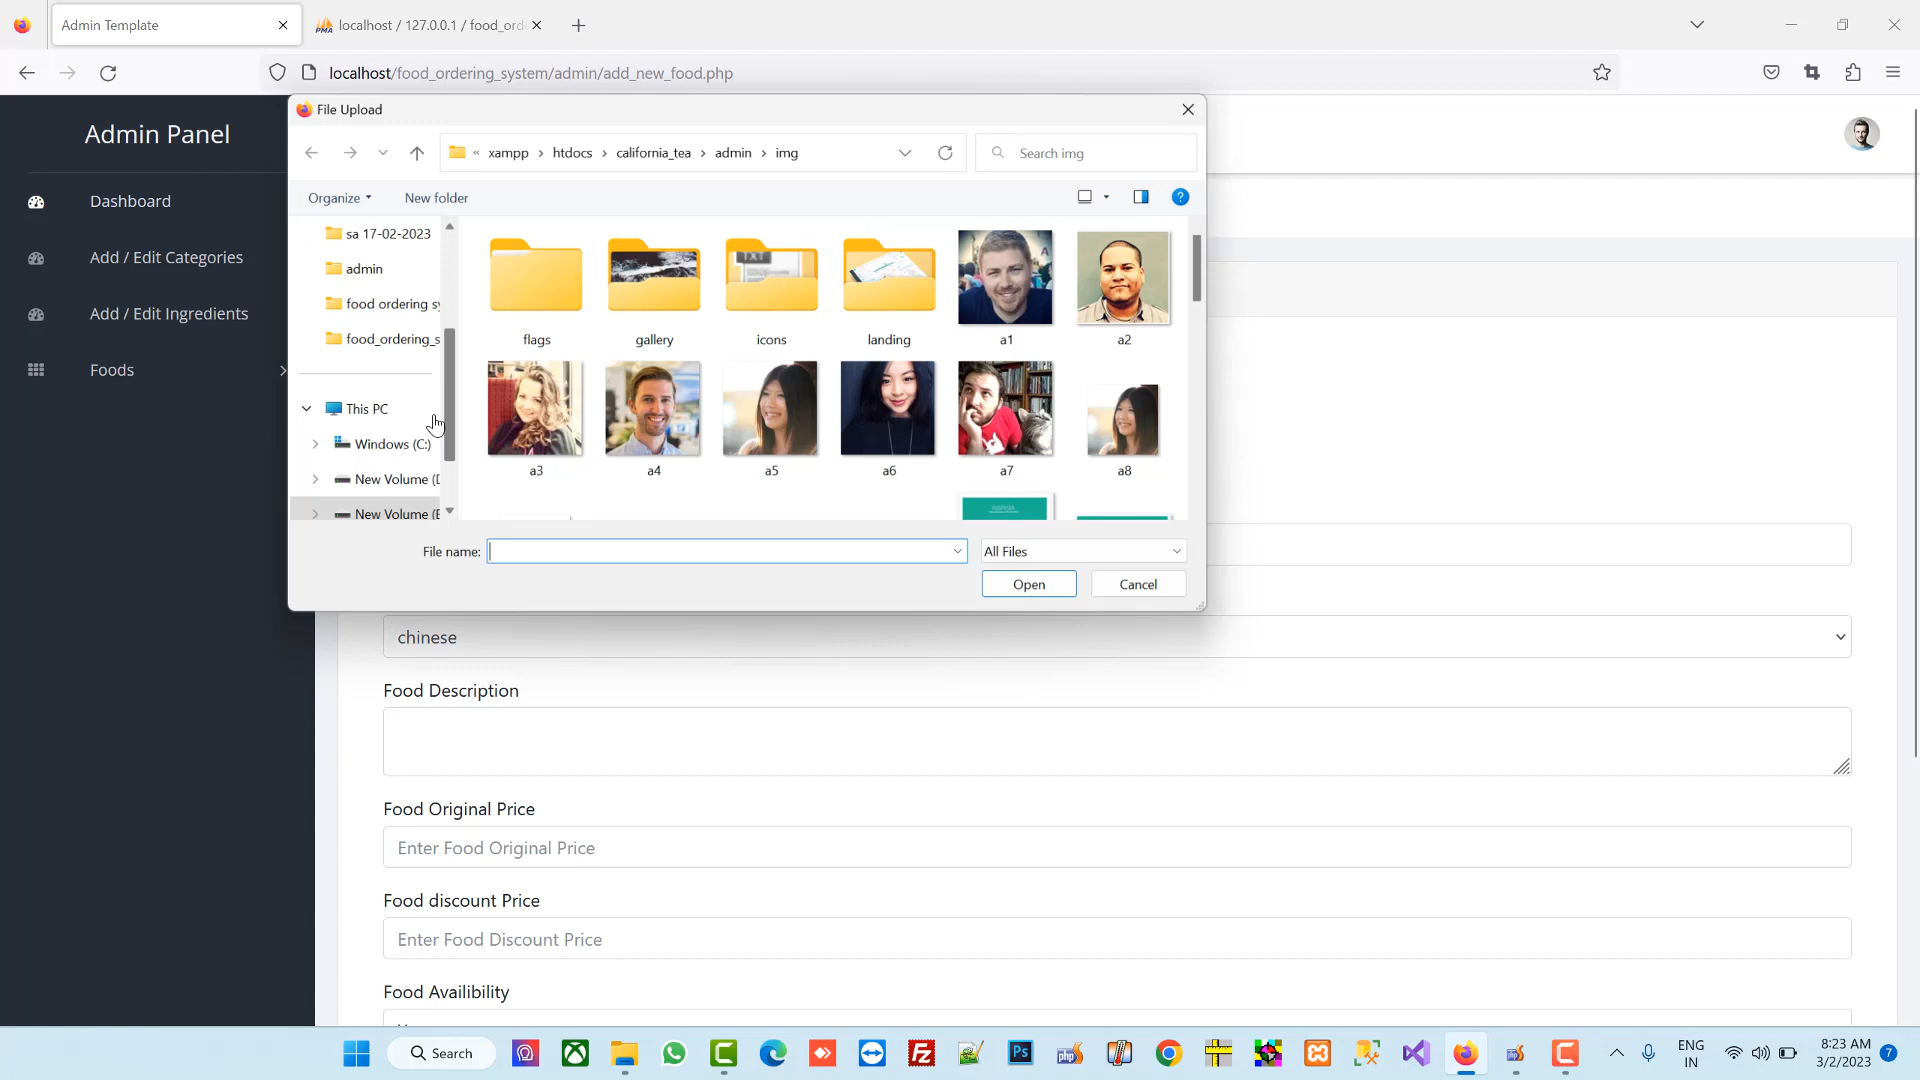 Admin Template
localhost / 127.0.0.1 / food_ord
localhost/food_ordering_system/admin/add_new_food.php
Admin Panel
Dashboard
Add / Edit Categories
Add / Edit Ingredients
Foods
File Upload
« xampp › htdocs › california_tea › admin › img
Search img
Organize
New folder
sa 17-02-2023
admin
food ordering sy
food_ordering_s
This PC
Windows (C:)
New Volume (D
New Volume (E
flags
gallery
icons
landing
a1
a2
a3
a4
a5
a6
a7
a8
File name:
All Files
Open
Cancel
chinese
Food Description
Food Original Price
Enter Food Original Price
Food discount Price
Enter Food Discount Price
Food Availibility
Search
ENG
IN
8:23 AM
3/2/2023
7